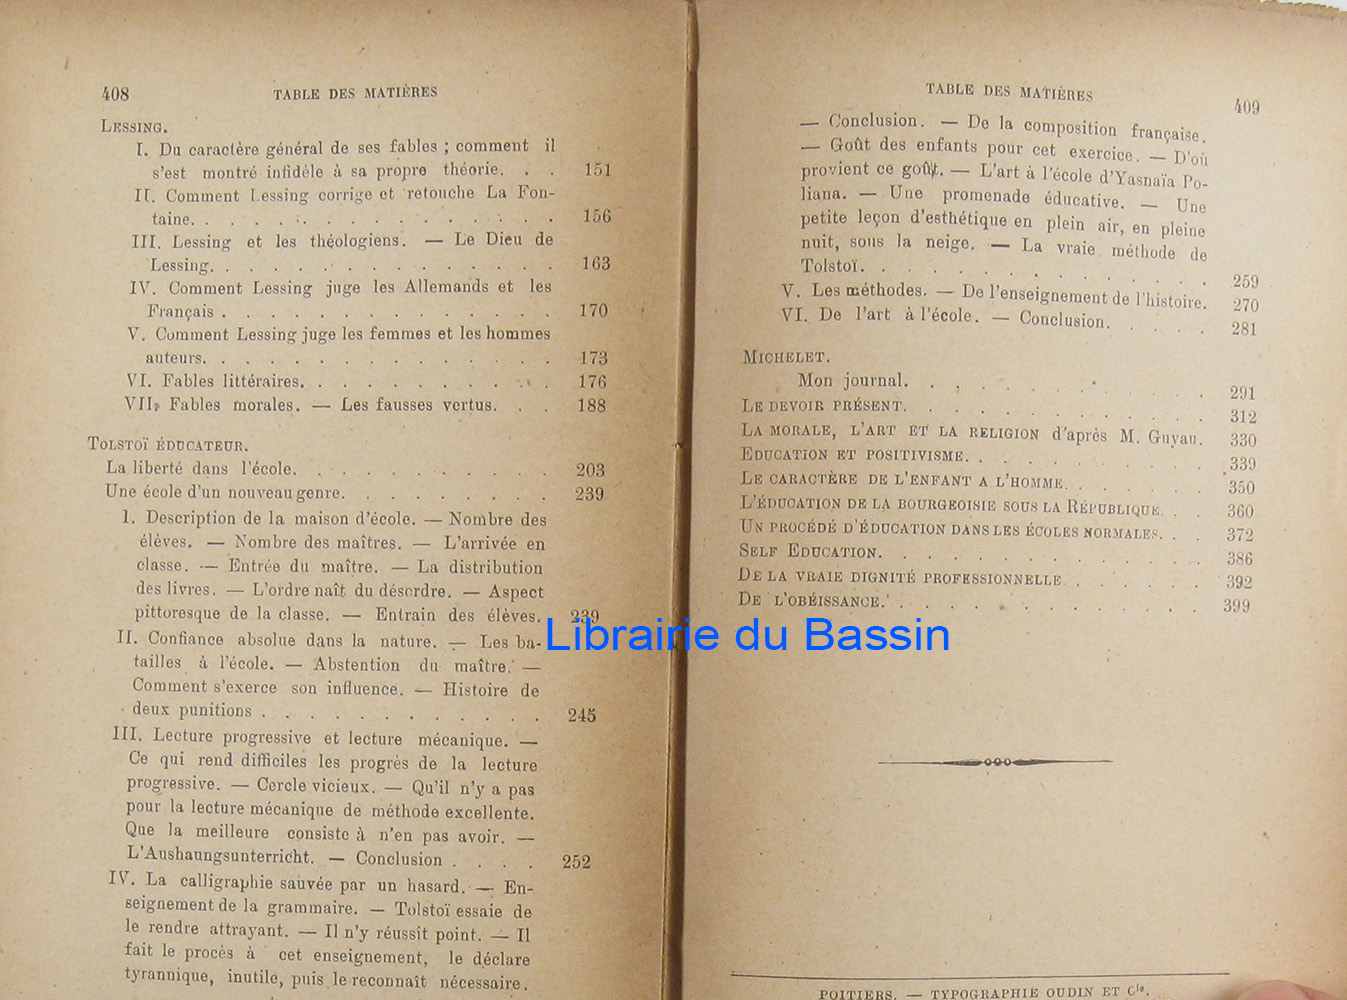 408 TABLE DES MATIÈRES
LESSING.
I. Du caractère général de ses fables ; comment il
s'est montré infidèle à sa propre théorie. . . 151
II. Comment Lessing corrige et retouche La Fon-
taine. . . . . . . . . . . . . . . 156
III. Lessing et les théologiens. — Le Dieu de
Lessing. . . . . . . . . . . . . . . 163
IV. Comment Lessing juge les Allemands et les
Français . . . . . . . . . . . . . . 170
V. Comment Lessing juge les femmes et les hommes
auteurs. . . . . . . . . . . . . . . 173
VI. Fables littéraires. . . . . . . . . . . 176
VII. Fables morales. — Les fausses vertus. . . 188
TOLSTOÏ ÉDUCATEUR.
La liberté dans l'école. . . . . . . . . . . 203
Une école d'un nouveau genre. . . . . . . . . 239
I. Description de la maison d'école. — Nombre des
élèves. — Nombre des maîtres. — L'arrivée en
classe. — Entrée du maître. — La distribution
des livres. — L'ordre naît du désordre. — Aspect
pittoresque de la classe. — Entrain des élèves. 239
II. Confiance absolue dans la nature. — Les ba-
tailles à l'école. — Abstention du maître. —
Comment s'exerce son influence. — Histoire de
deux punitions . . . . . . . . . . . . 245
III. Lecture progressive et lecture mécanique. —
Ce qui rend difficiles les progrès de la lecture
progressive. — Cercle vicieux. — Qu'il n'y a pas
pour la lecture mécanique de méthode excellente.
Que la meilleure consiste à n'en pas avoir. —
L'Aushaungsunterricht. — Conclusion . . . . 252
IV. La calligraphie sauvée par un hasard. — En-
seignement de la grammaire. — Tolstoï essaie de
le rendre attrayant. — Il n'y réussit point. — Il
fait le procès à cet enseignement, le déclare
tyrannique, inutile, puis le reconnaît nécessaire.
TABLE DES MATIÈRES 409
— Conclusion. — De la composition française.
— Goût des enfants pour cet exercice. — D'où
provient ce goût. — L'art à l'école d'Yasnaïa Po-
liana. — Une promenade éducative. — Une
petite leçon d'esthétique en plein air, en pleine
nuit, sous la neige. — La vraie méthode de
Tolstoï. . . . . . . . . . . . . . . 259
V. Les méthodes. — De l'enseignement de l'histoire. 270
VI. De l'art à l'école. — Conclusion. . . . . 281
MICHELET.
Mon journal. . . . . . . . . . . . . 291
LE DEVOIR PRÉSENT. . . . . . . . . . . . . 312
LA MORALE, L'ART ET LA RELIGION d'après M. Guyau. 330
EDUCATION ET POSITIVISME. . . . . . . . . . 339
LE CARACTÈRE DE L'ENFANT A L'HOMME. . . . . . 350
L'ÉDUCATION DE LA BOURGEOISIE SOUS LA RÉPUBLIQUE. . . 360
UN PROCÉDÉ D'ÉDUCATION DANS LES ÉCOLES NORMALES. . . 372
SELF EDUCATION. . . . . . . . . . . . . . 386
DE LA VRAIE DIGNITÉ PROFESSIONNELLE . . . . . . 392
DE L'OBÉISSANCE. . . . . . . . . . . . . . 399
POITIERS. — TYPOGRAPHIE OUDIN ET Cie.
Librairie du Bassin